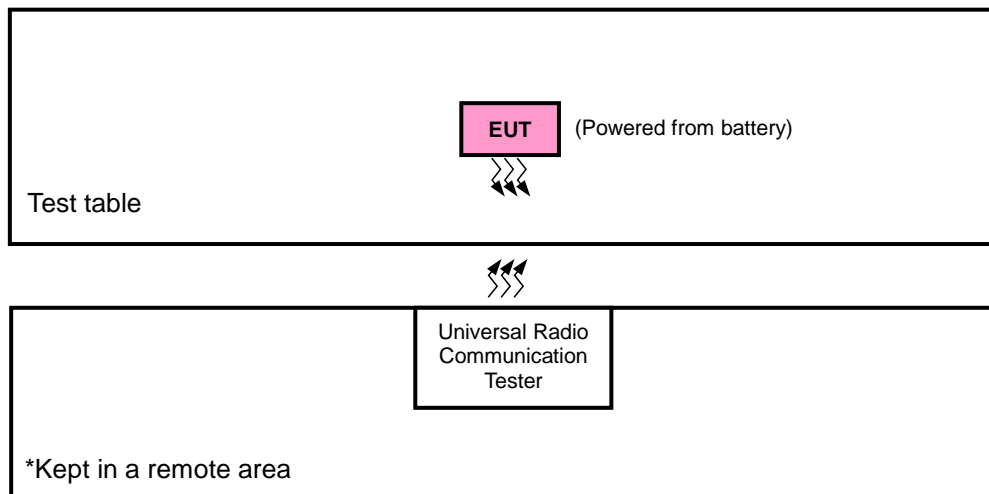 EUT
(Powered from battery)
Test table
Universal Radio
Communication
Tester
*Kept in a remote area